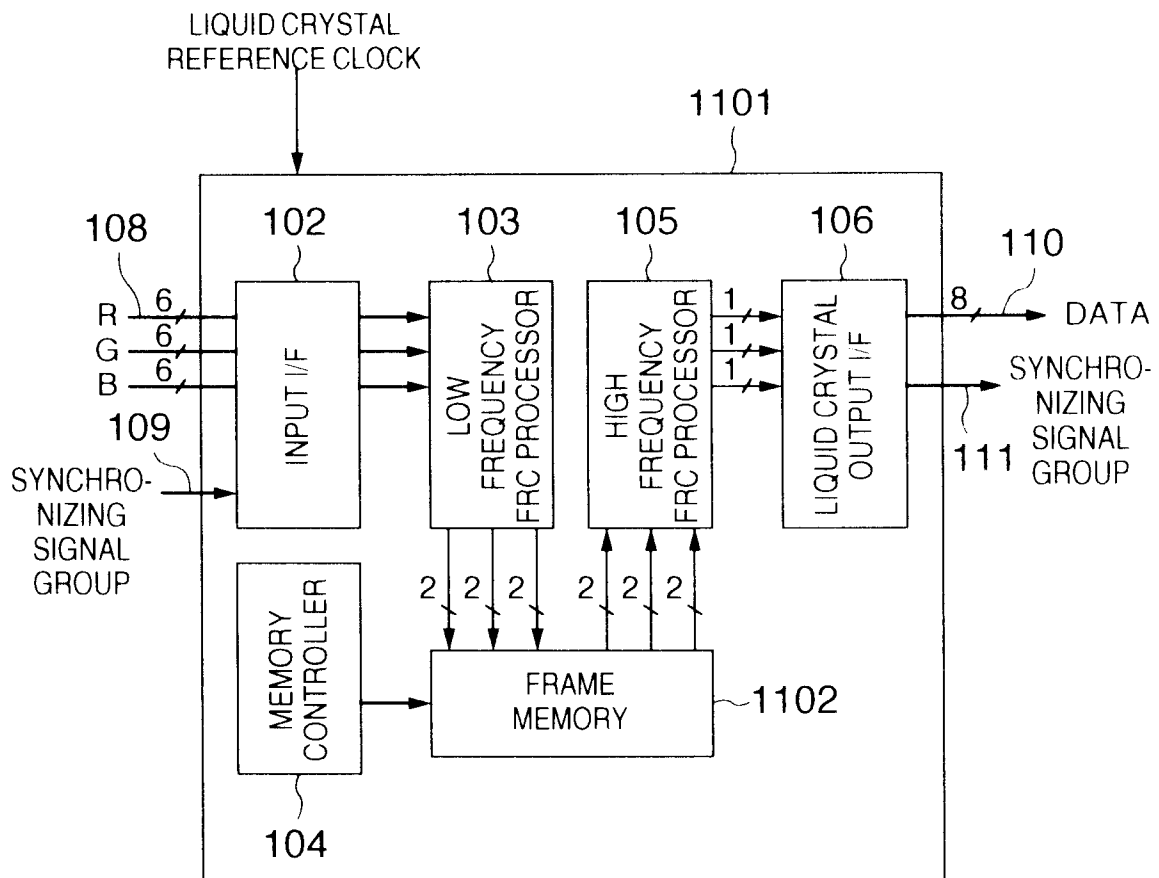 LIQUID CRYSTAL
REFERENCE CLOCK
1101
102
103
105
106
108
110
R
6
G
6
B
6
109
SYNCHRO-
NIZING
SIGNAL
GROUP
INPUT I/F
LOW
FREQUENCY
FRC PROCESSOR
HIGH
FREQUENCY
FRC PROCESSOR
1
1
1
LIQUID CRYSTAL
OUTPUT I/F
8
DATA
SYNCHRO-
NIZING
SIGNAL
GROUP
111
2
2
2
2
2
2
MEMORY
CONTROLLER
FRAME
MEMORY
1102
104